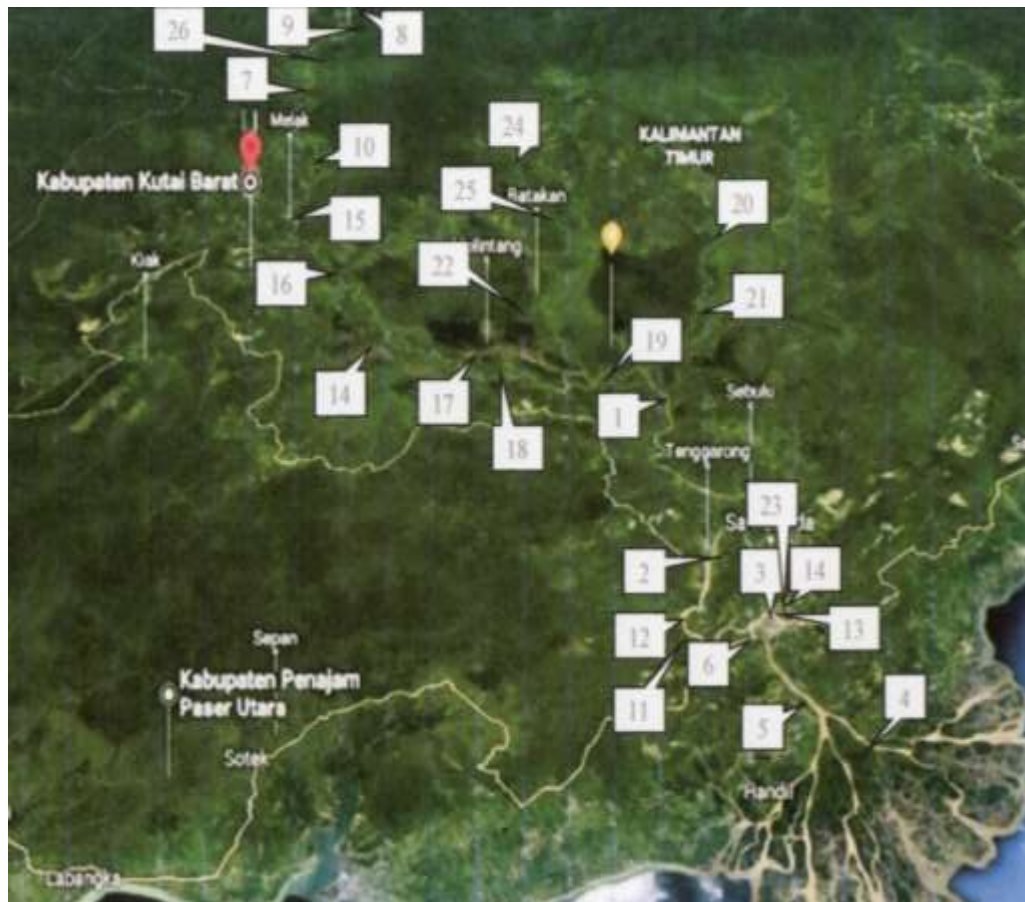 9
8
26
7
Melak
24
KALIMANTAN
TIMUR
10
Kabupaten Kutai Barat
25
Batakan
20
15
22
Kiak
16
21
19
14
17
1
18
Sebulu
Tenggarong
23
2
3
14
12
6
13
Sepan
Kabupaten Penajam
Paser Utara
11
5
4
Sotek
Handil
Labangka